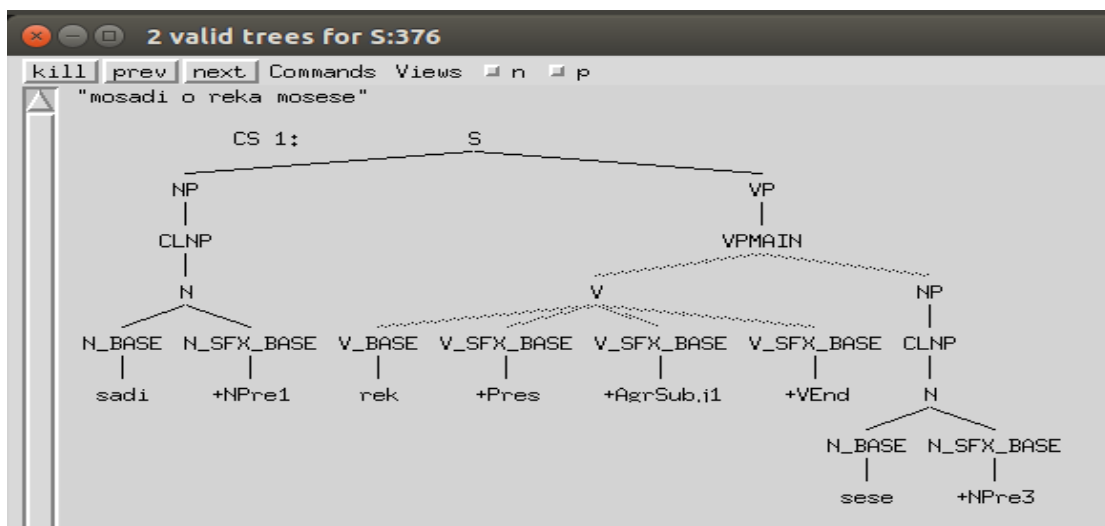 2 valid trees for S:376
kill prev next Commands Views n p
"mosadi o reka mosese"
CS 1: S
NP VP
CLNP VPMAIN
N V NP
N_BASE N_SFX_BASE V_BASE V_SFX_BASE V_SFX_BASE V_SFX_BASE CLNP
sadi +NPre1 rek +Pres +AgrSubj1 +VEnd N
N_BASE N_SFX_BASE
sese +NPre3